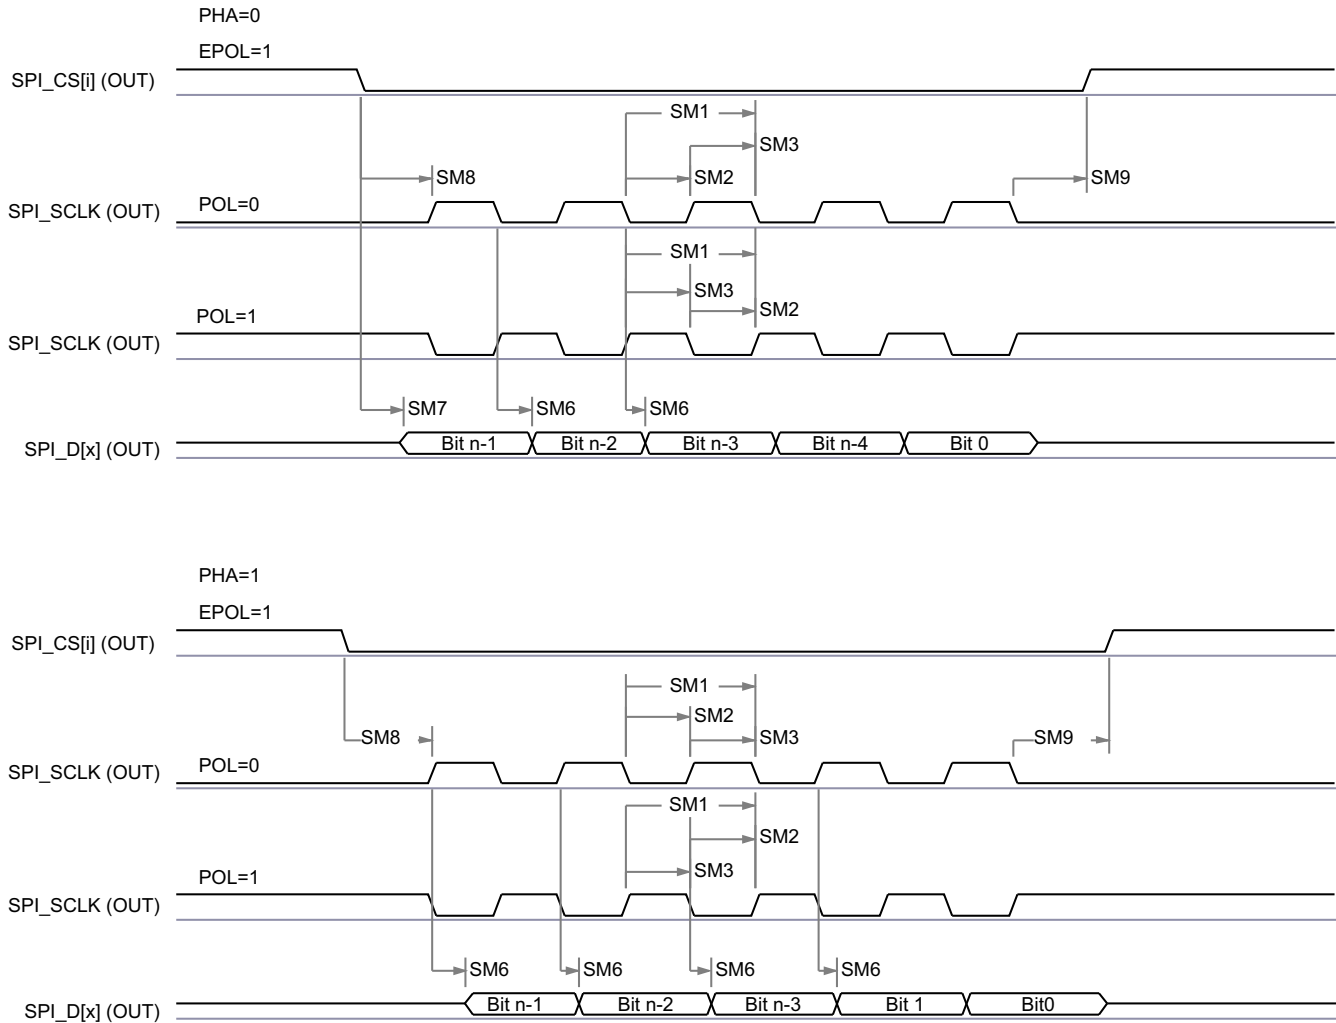 PHA=0
EPOL=1
SPI_CS[i] (OUT)
SM1
SM3
SM8
SM2
SM9
SPI_SCLK (OUT)
POL=0
SM1
SM3
SM2
POL=1
SPI_SCLK (OUT)
SM7
SM6
SM6
SPI_D[x] (OUT)
Bit n-1
Bit n-2
Bit n-3
Bit n-4
Bit 0
PHA=1
EPOL=1
SPI_CS[i] (OUT)
SM1
SM2
SM8
SM3
SM9
SPI_SCLK (OUT)
POL=0
SM1
SM2
SM3
POL=1
SPI_SCLK (OUT)
SM6
SM6
SM6
SM6
SPI_D[x] (OUT)
Bit n-1
Bit n-2
Bit n-3
Bit 1
Bit0